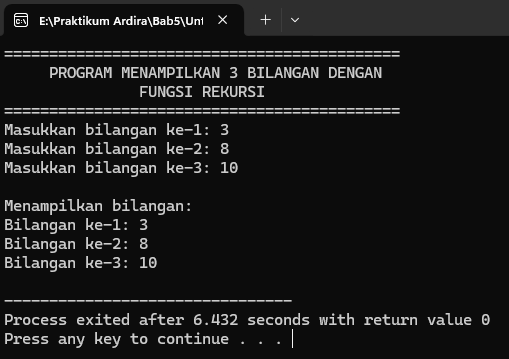 E:\Praktikum Ardira\Bab5\Unt
============================================
PROGRAM MENAMPILKAN 3 BILANGAN DENGAN
FUNGSI REKURSI
============================================
Masukkan bilangan ke-1: 3
Masukkan bilangan ke-2: 8
Masukkan bilangan ke-3: 10
Menampilkan bilangan:
Bilangan ke-1: 3
Bilangan ke-2: 8
Bilangan ke-3: 10
--------------------------------
Process exited after 6.432 seconds with return value 0
Press any key to continue . . .